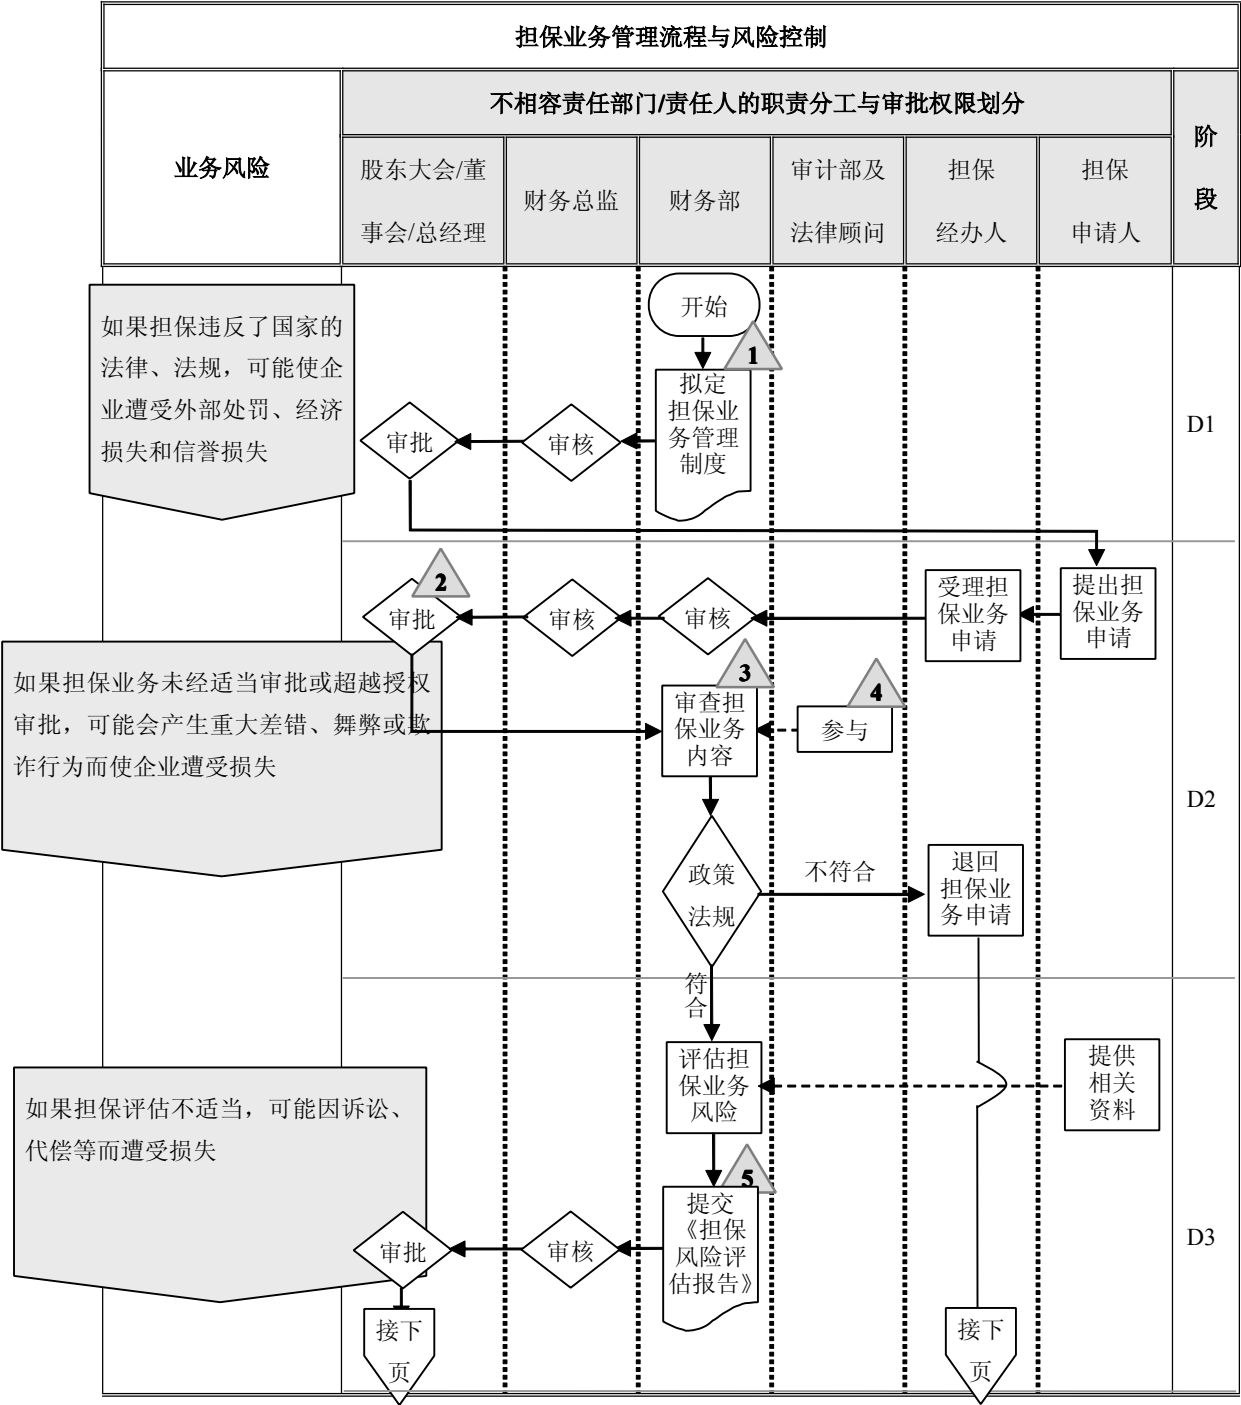 担保业务管理流程与风险控制
业务风险
不相容责任部门/责任人的职责分工与审批权限划分
阶
段
股东大会/董
事会/总经理
财务总监
财务部
审计部及
法律顾问
担保
经办人
担保
申请人
如果担保违反了国家的
法律、法规，可能使企
业遭受外部处罚、经济
损失和信誉损失
开始
1
拟定
担保业
务管理
制度
审核
审批
D1
提出担
保业务
申请
受理担
保业务
申请
审核
审核
审批
2
如果担保业务未经适当审批或超越授权
审批，可能会产生重大差错、舞弊或欺
诈行为而使企业遭受损失
3
审查担
保业务
内容
4
参与
D2
政策
法规
不符合
退回
担保业
务申请
符
合
评估担
保业务
风险
提供
相关
资料
如果担保评估不适当，可能因诉讼、
代偿等而遭受损失
5
提交
《担保
风险评
估报告》
审核
审批
D3
接下
页
接下
页